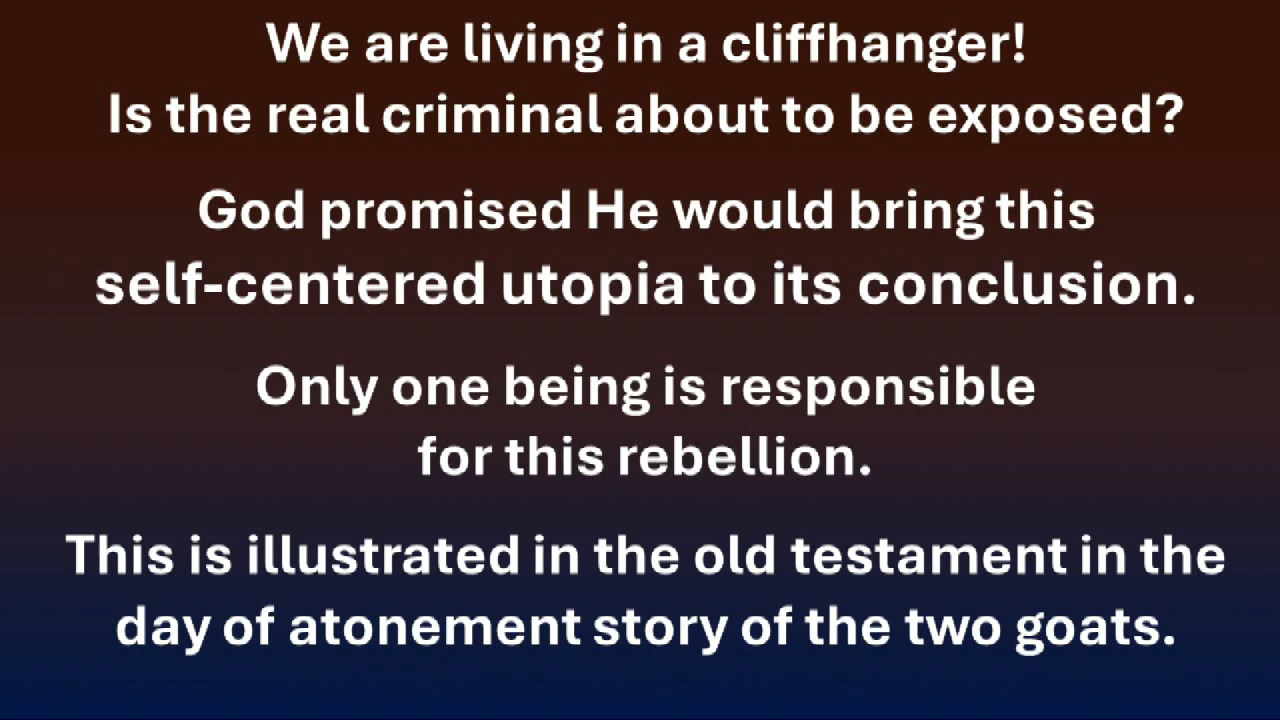 We are living in a cliffhanger!
Is the real criminal about to be exposed?
God promised He would bring this
self-centered utopia to its conclusion.
Only one being is responsible
for this rebellion.
This is illustrated in the old testament in the
day of atonement story of the two goats.